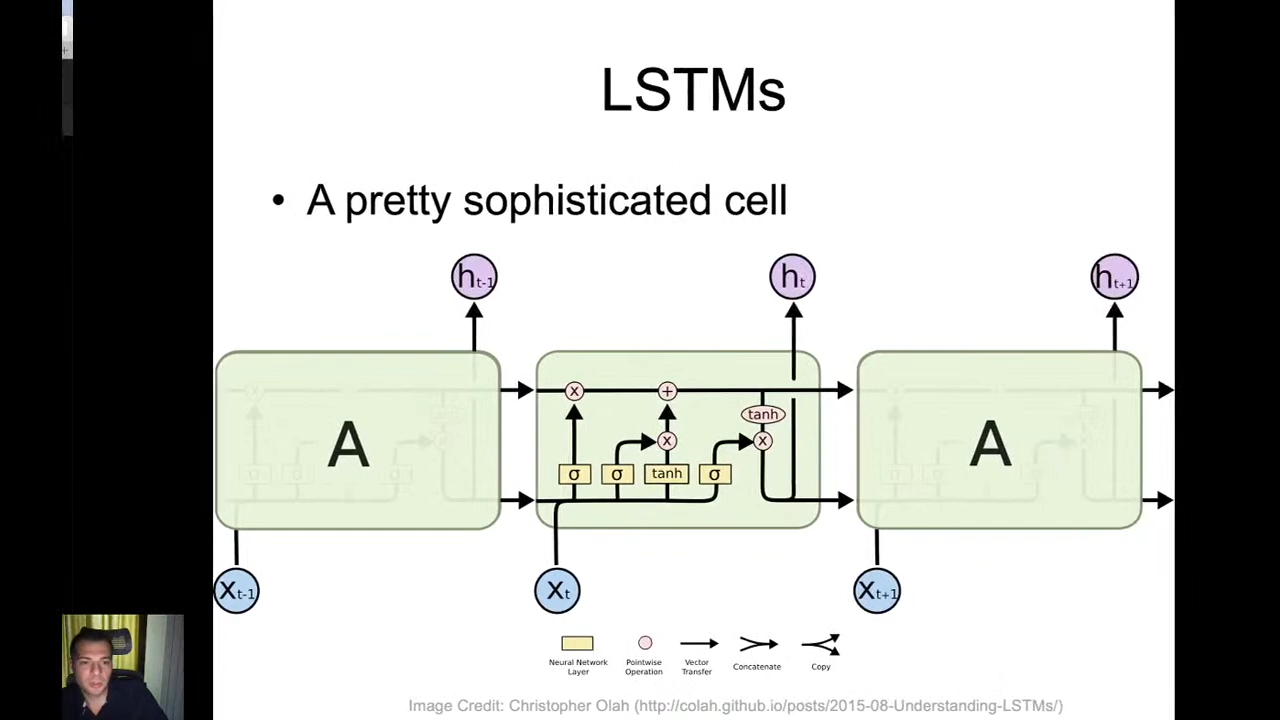 LSTMs
• A pretty sophisticated cell
h t-1 h t h t+1
A x + tanh x x σ σ tanh σ A
X t-1 X t X t+1
Neural Network Layer
Pointwise Operation
Vector Transfer
Concatenate
Copy
Image Credit: Christopher Olah (http://colah.github.io/posts/2015-08-Understanding-LSTMs/)